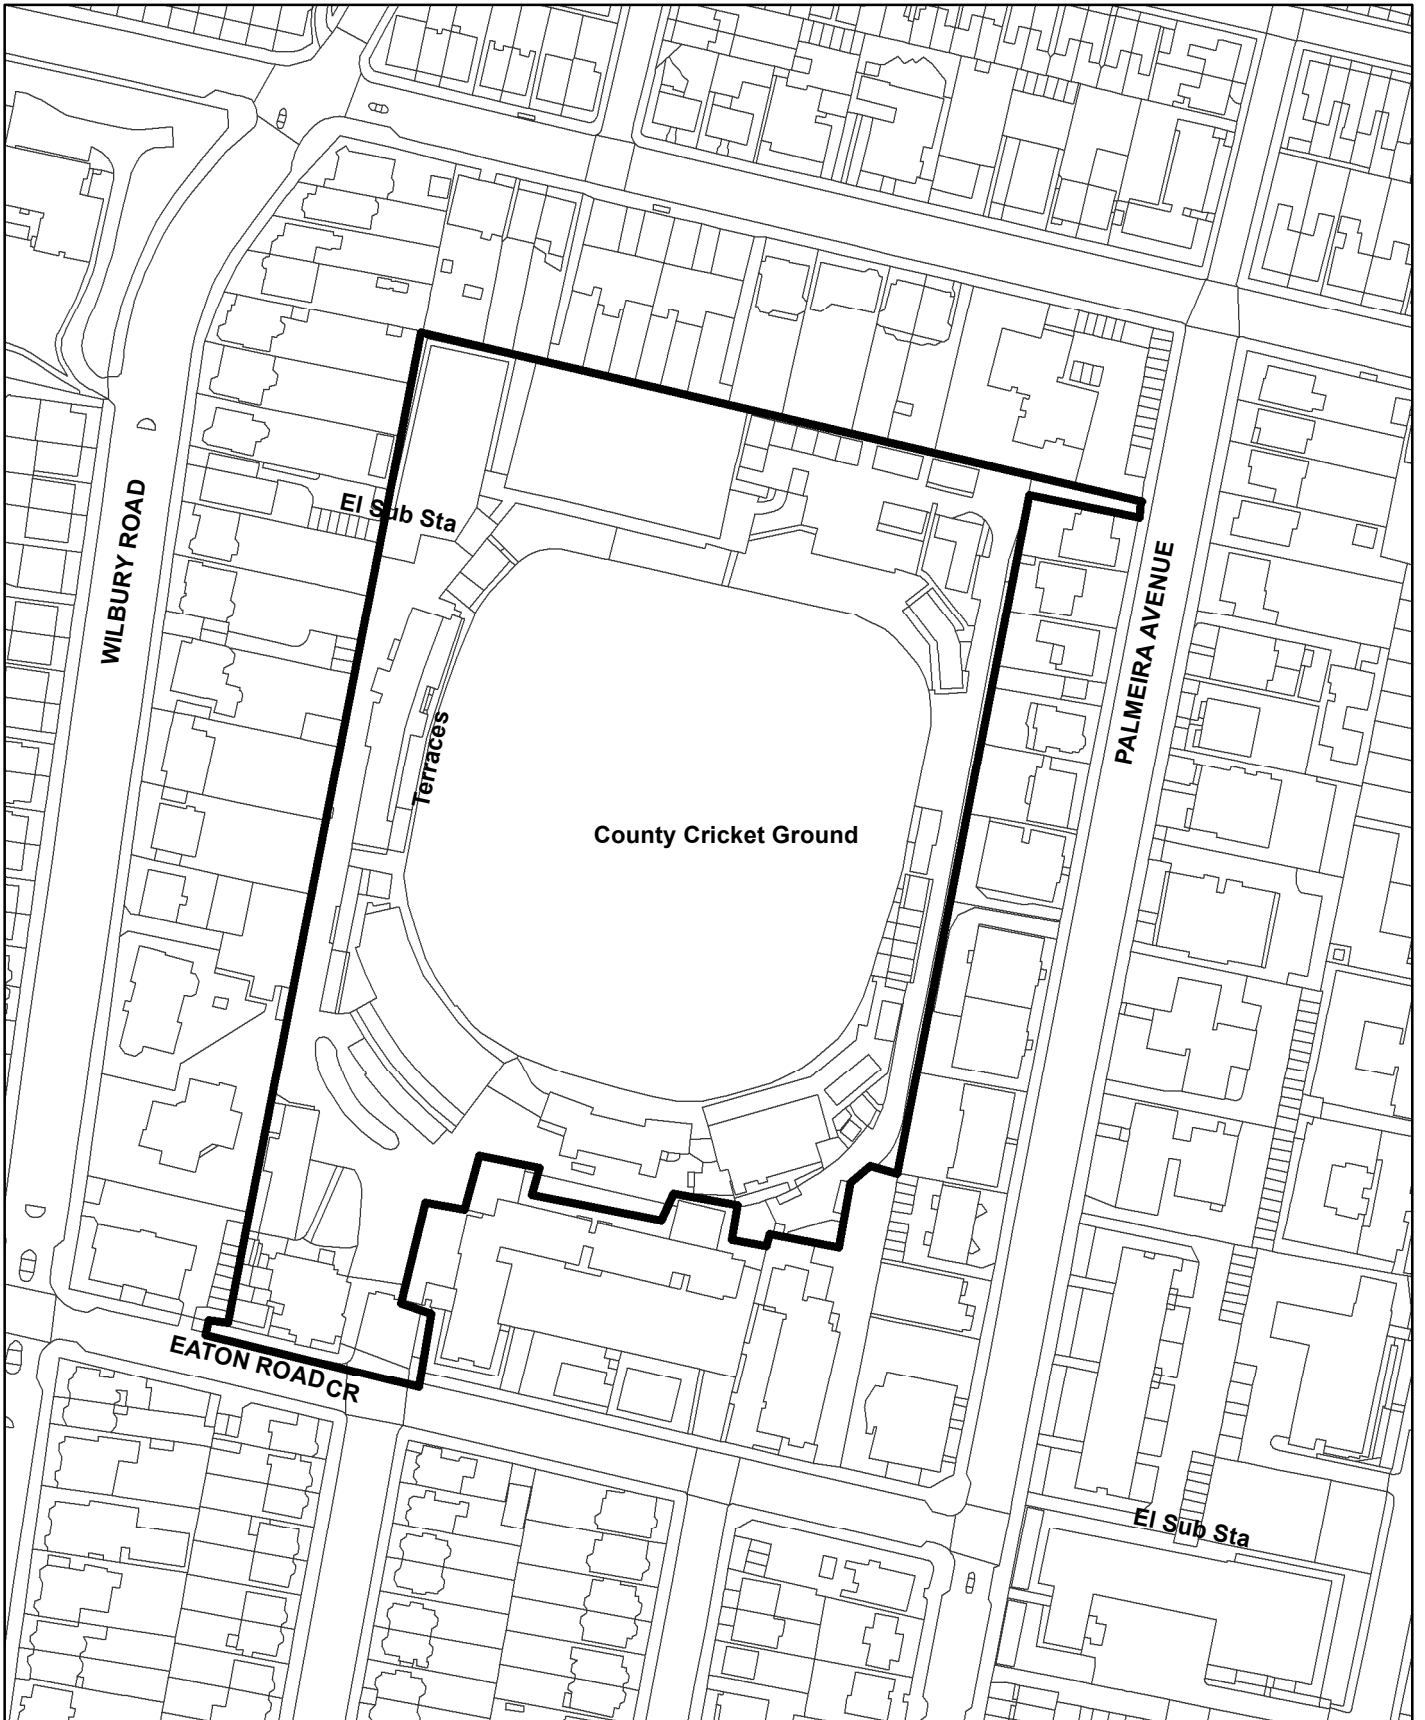 El Sub Sta
WILBURY ROAD
PALMEIRA AVENUE
Terraces
County Cricket Ground
EATON ROAD CR
El Sub Sta